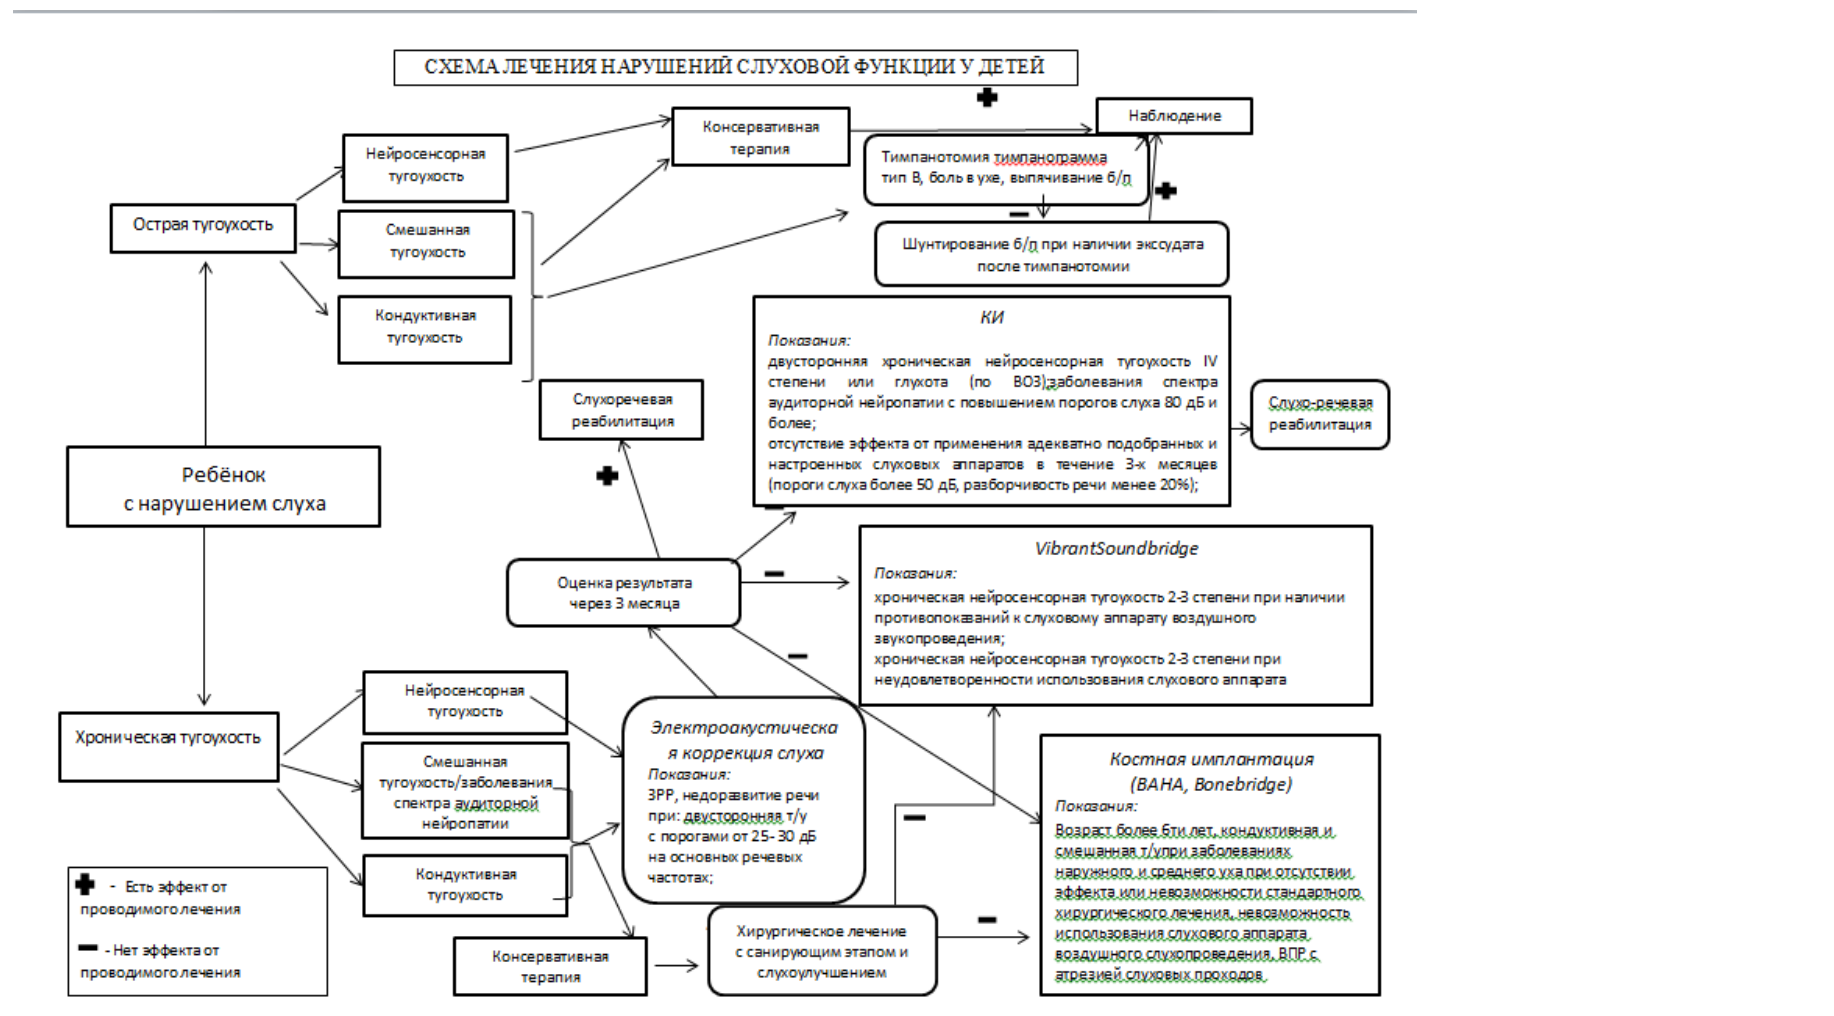 СХЕМА ЛЕЧЕНИЯ НАРУШЕНИЙ СЛУХОВОЙ ФУНКЦИИ У ДЕТЕЙ
Наблюдение
Консервативная
терапия
Нейросенсорная
тугоухость
Тимпанотомия тимпанограмма
тип В, боль в ухе, выпячивание б/п
Острая тугоухость
Смешанная
тугоухость
Шунтирование б/п при наличии экссудата
после тимпанотомии
Кондуктивная
тугоухость
КИ
Показания:
двусторонняя хроническая нейросенсорная тугоухость IV
степени или глухота (по ВОЗ);заболевания спектра
аудиторной нейропатии с повышением порогов слуха 80 дБ и
более;
отсутствие эффекта от применения адекватно подобранных и
настроенных слуховых аппаратов в течение 3-х месяцев
(пороги слуха более 50 дБ, разборчивость речи менее 20%);
Слухоречевая
реабилитация
Слухо-речевая
реабилитация
Ребёнок
с нарушением слуха
VibrantSoundbridge
Показания:
хроническая нейросенсорная тугоухость 2-3 степени при наличии
противопоказаний к слуховому аппарату воздушного
звукопроведения;
хроническая нейросенсорная тугоухость 2-3 степени при
неудовлетворенности использования слухового аппарата
Оценка результата
через 3 месяца
Нейросенсорная
тугоухость
Хроническая тугоухость
Смешанная
тугоухость/заболевания
спектра аудиторной
нейропатии
Кондуктивная
тугоухость
Электроакустическа
я коррекция слуха
Показания:
ЗРР, недоразвитие речи
при: двусторонняя т/у
с порогами от 25- 30 дБ
на основных речевых
частотах;
Костная имплантация
(BAHA, Bonebridge)
Показания:
Возраст более 6ти лет, кондуктивная и
смешанная т/упри заболеваниях
наружного и среднего уха при отсутствии
эффекта или невозможности стандартного
хирургического лечения, невозможность
использования слухового аппарата
воздушного слухопроведения, ВПР с
атрезией слуховых проходов
Консервативная
терапия
Хирургическое лечение
с санирующим этапом и
слухоулучшением
- Есть эффект от
проводимого лечения
- Нет эффекта от
проводимого лечения